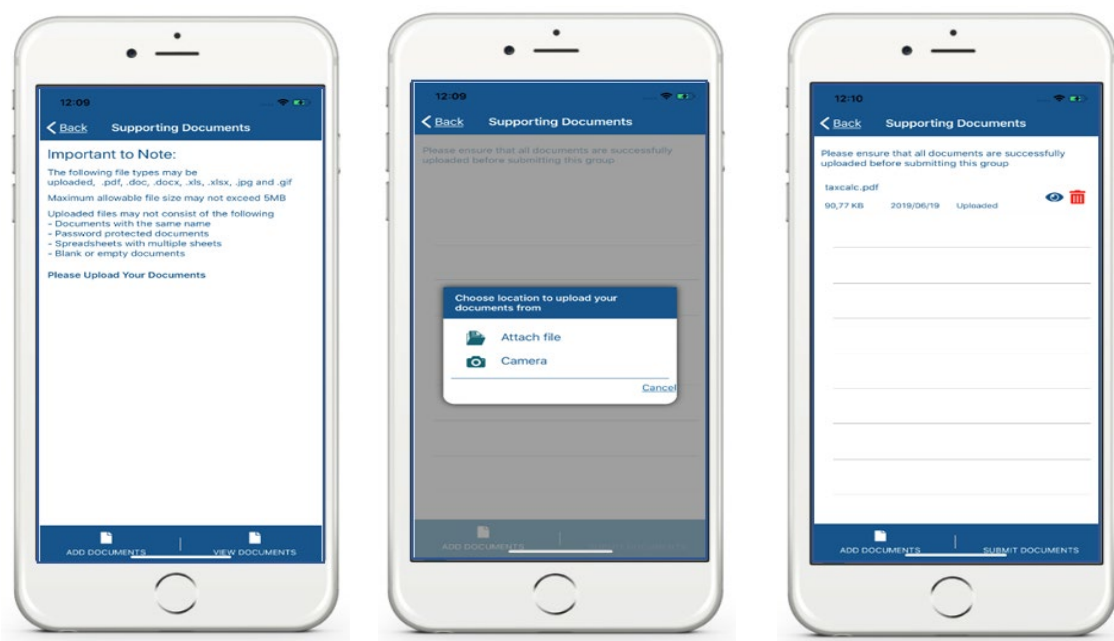 12:09
Back Supporting Documents
Important to Note:
The following file types may be
uploaded, .pdf, .doc, .docx, .xls, .xlsx, .jpg and .gif
Maximum allowable file size may not exceed 5MB
Uploaded files may not consist of the following
- Documents with the same name
- Password protected documents
- Spreadsheets with multiple sheets
- Blank or empty documents
Please Upload Your Documents
ADD DOCUMENTS VIEW DOCUMENTS
12:09
Back Supporting Documents
Please ensure that all documents are successfully
uploaded before submitting this group
Choose location to upload your
documents from
Attach file
Camera
Cancel
ADD DOCUMENTS
12:10
Back Supporting Documents
Please ensure that all documents are successfully
uploaded before submitting this group
taxcalc.pdf
90,77 KB 2019/06/19 Uploaded
ADD DOCUMENTS SUBMIT DOCUMENTS